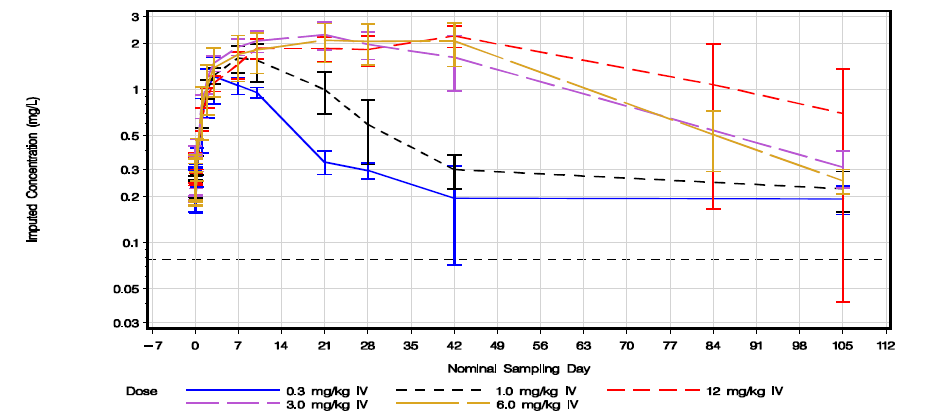 Imputed Concentration (mg/L)
3
2
1
0.5
0.3
0.2
0.1
0.05
0.03
−7 0 7 14 21 28 35 42 49 56 63 70 77 84 91 98 105 112
Nominal Sampling Day
Dose 0.3 mg/kg IV 1.0 mg/kg IV 12 mg/kg IV
3.0 mg/kg IV 6.0 mg/kg IV